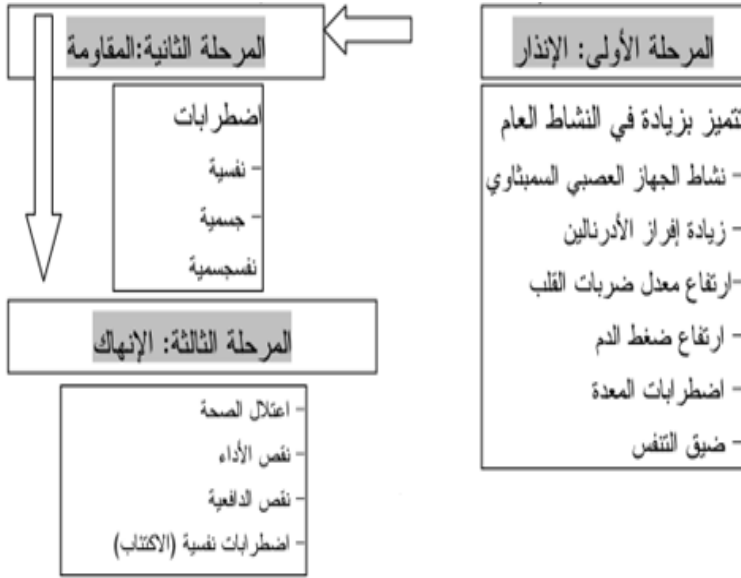 المرحلة الأولى: الإنذار
تتميز بزيادة في النشاط العام
- نشاط الجهاز العصبي السمبثاوي
- زيادة إفراز الأدرنالين
-ارتفاع معدل ضربات القلب
- ارتفاع ضغط الدم
- اضطرابات المعدة
- ضيق التنفس
المرحلة الثانية:المقاومة
اضطرابات
- نفسية
- جسمية
نفسجسمية
المرحلة الثالثة: الإنهاك
- اعتلال الصحة
- نقص الأداء
- نقص الدافعية
- اضطرابات نفسية (الاكتئاب)